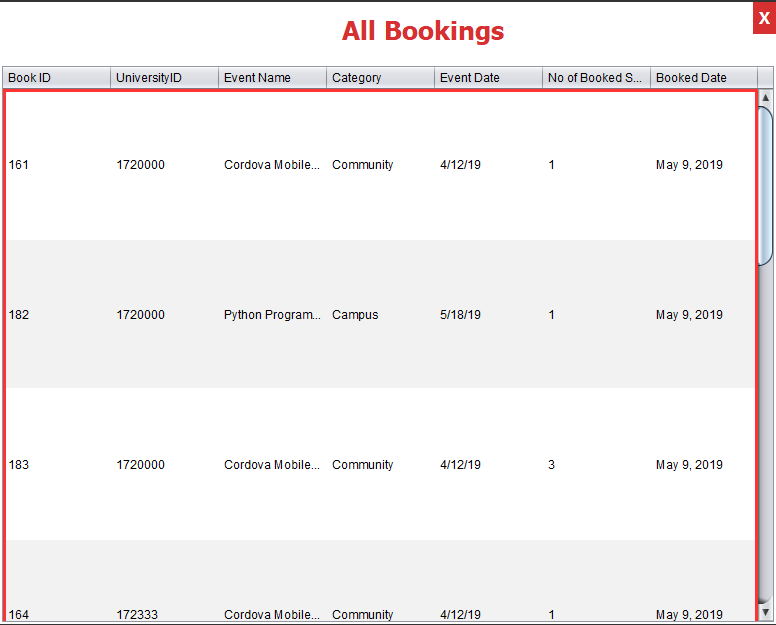 X
All Bookings
Book ID UniversityID Event Name Category Event Date No of Booked S... Booked Date
161 1720000 Cordova Mobile... Community 4/12/19 1 May 9, 2019
182 1720000 Python Program... Campus 5/18/19 1 May 9, 2019
183 1720000 Cordova Mobile... Community 4/12/19 3 May 9, 2019
164 172333 Cordova Mobile... Community 4/12/19 1 May 9, 2019